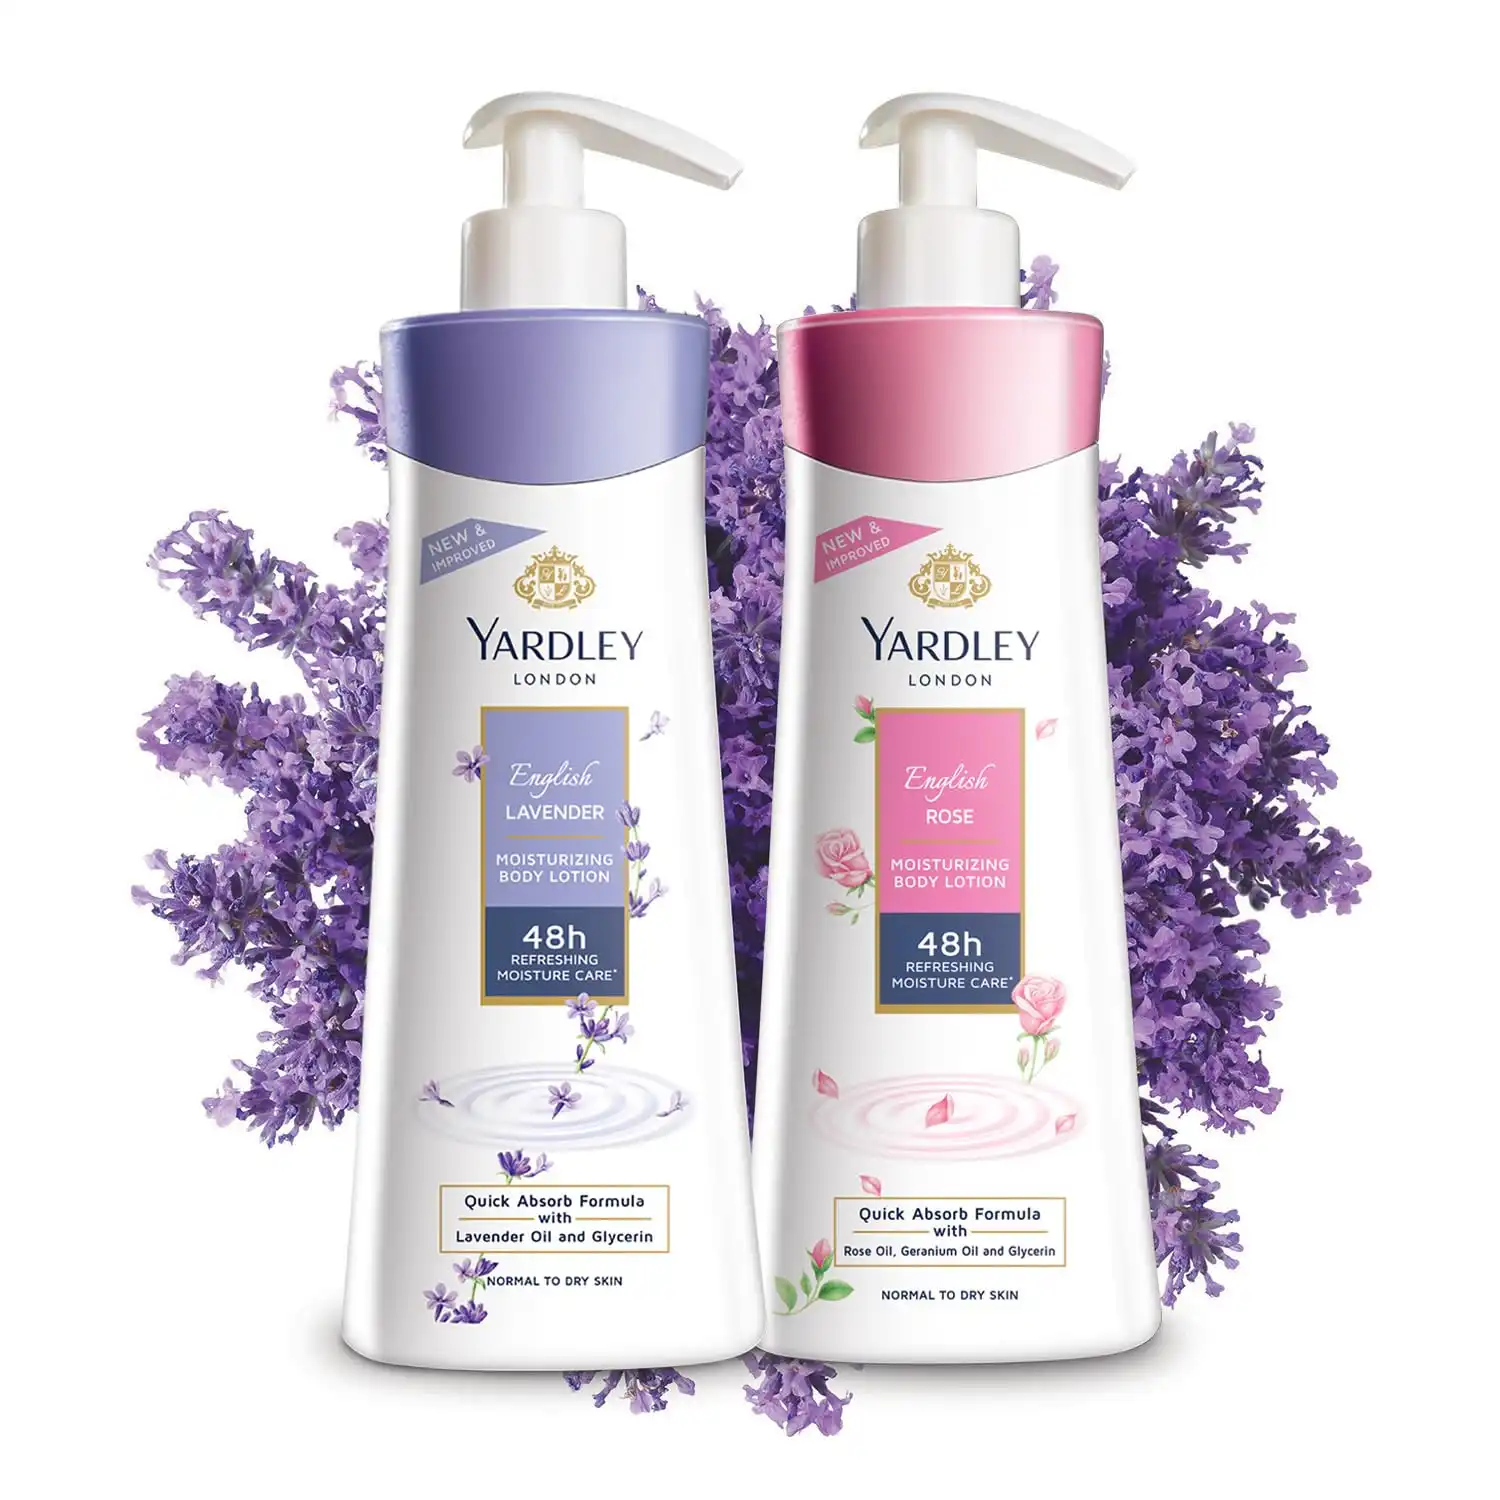 NEW &
IMPROVED
YARDLEY
LONDON
English
LAVENDER
MOISTURIZING
BODY LOTION
48h
REFRESHING
MOISTURE CARE*
Quick Absorb Formula
with
Lavender Oil and Glycerin
NORMAL TO DRY SKIN
NEW &
IMPROVED
YARDLEY
LONDON
English
ROSE
MOISTURIZING
BODY LOTION
48h
REFRESHING
MOISTURE CARE*
Quick Absorb Formula
with
Rose Oil, Geranium Oil and Glycerin
NORMAL TO DRY SKIN